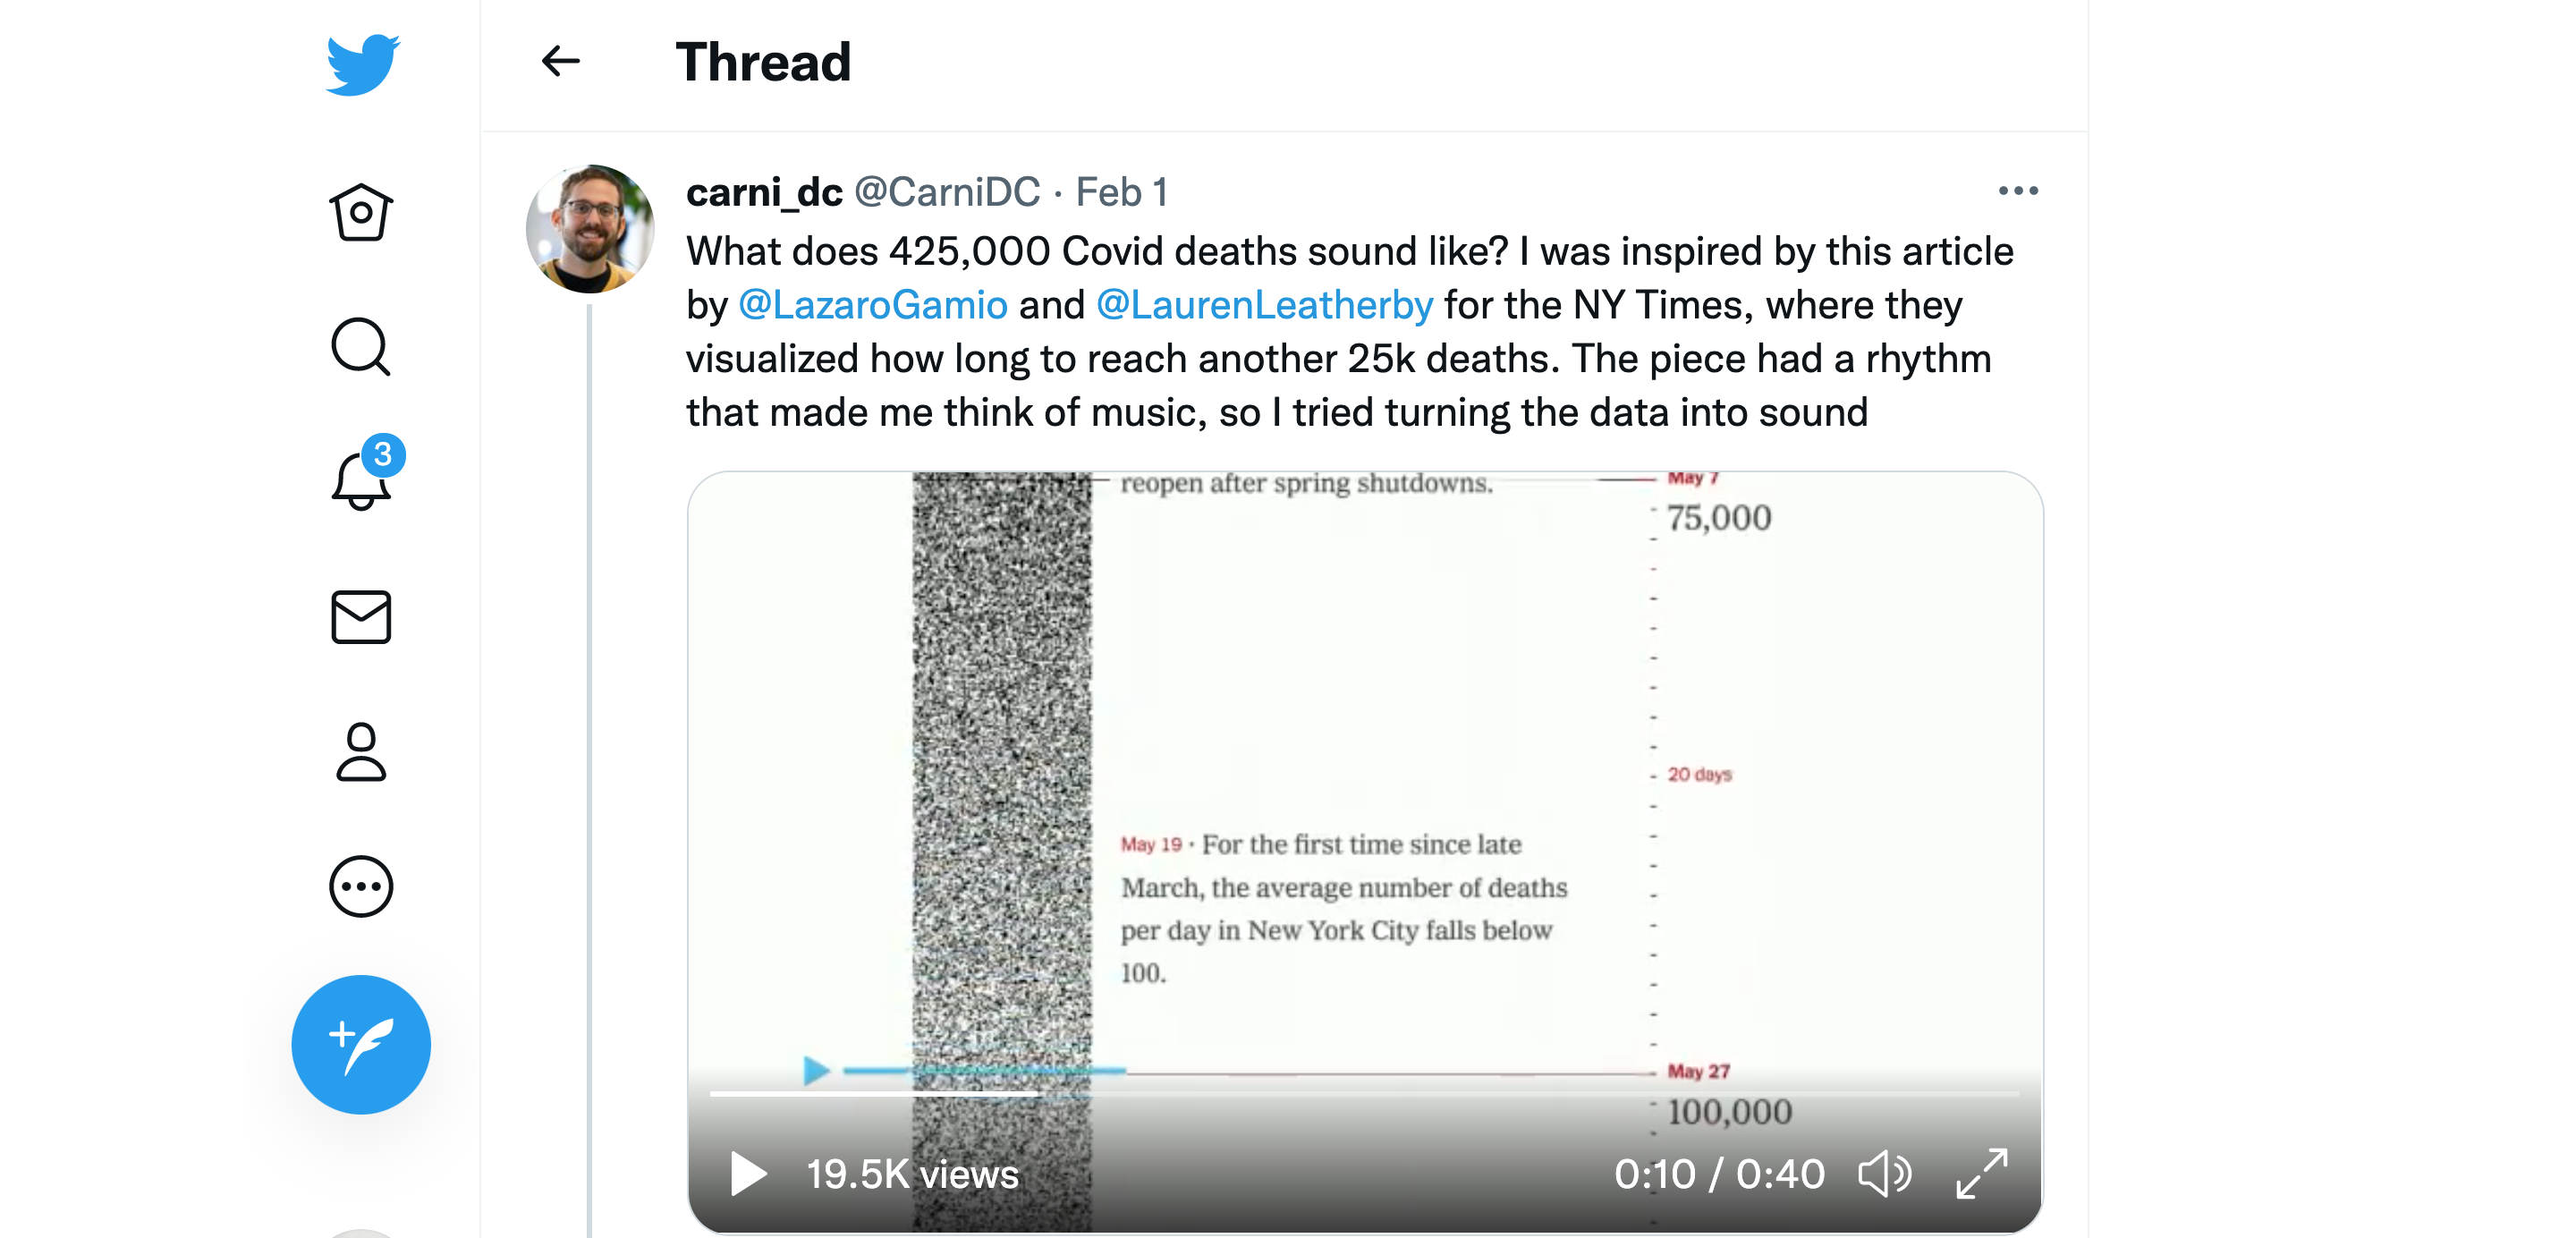 Thread
carni_dc @CarniDC · Feb 1
What does 425,000 Covid deaths sound like? I was inspired by this article
by @LazaroGamio and @LaurenLeatherby for the NY Times, where they
visualized how long to reach another 25k deaths. The piece had a rhythm
that made me think of music, so I tried turning the data into sound
3
reopen after spring shutdowns.
May 7
75,000
20 days
May 19 · For the first time since late
March, the average number of deaths
per day in New York City falls below
100.
May 27
100,000
19.5K views
0:10 / 0:40